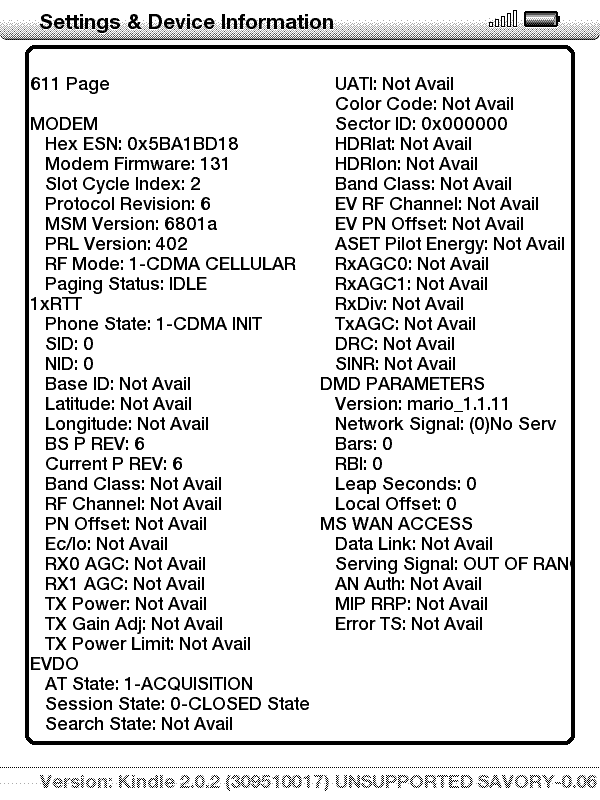 Settings & Device Information
611 Page
MODEM
Hex ESN: 0x5BA1BD18
Modem Firmware: 131
Slot Cycle Index: 2
Protocol Revision: 6
MSM Version: 6801a
PRL Version: 402
RF Mode: 1-CDMA CELLULAR
Paging Status: IDLE
1xRTT
Phone State: 1-CDMA INIT
SID: 0
NID: 0
Base ID: Not Avail
Latitude: Not Avail
Longitude: Not Avail
BS P REV: 6
Current P REV: 6
Band Class: Not Avail
RF Channel: Not Avail
PN Offset: Not Avail
Ec/Io: Not Avail
RX0 AGC: Not Avail
RX1 AGC: Not Avail
TX Power: Not Avail
TX Gain Adj: Not Avail
TX Power Limit: Not Avail
EVDO
AT State: 1-ACQUISITION
Session State: 0-CLOSED State
Search State: Not Avail
UATI: Not Avail
Color Code: Not Avail
Sector ID: 0x000000
HDRlat: Not Avail
HDRlon: Not Avail
Band Class: Not Avail
EV RF Channel: Not Avail
EV PN Offset: Not Avail
ASET Pilot Energy: Not Avail
RxAGC0: Not Avail
RxAGC1: Not Avail
RxDiv: Not Avail
TxAGC: Not Avail
DRC: Not Avail
SINR: Not Avail
DMD PARAMETERS
Version: mario_1.1.11
Network Signal: (0)No Serv
Bars: 0
RBI: 0
Leap Seconds: 0
Local Offset: 0
MS WAN ACCESS
Data Link: Not Avail
Serving Signal: OUT OF RAN
AN Auth: Not Avail
MIP RRP: Not Avail
Error TS: Not Avail
Version: Kindle 2.0.2 (309510017) UNSUPPORTED SAVORY-0.06